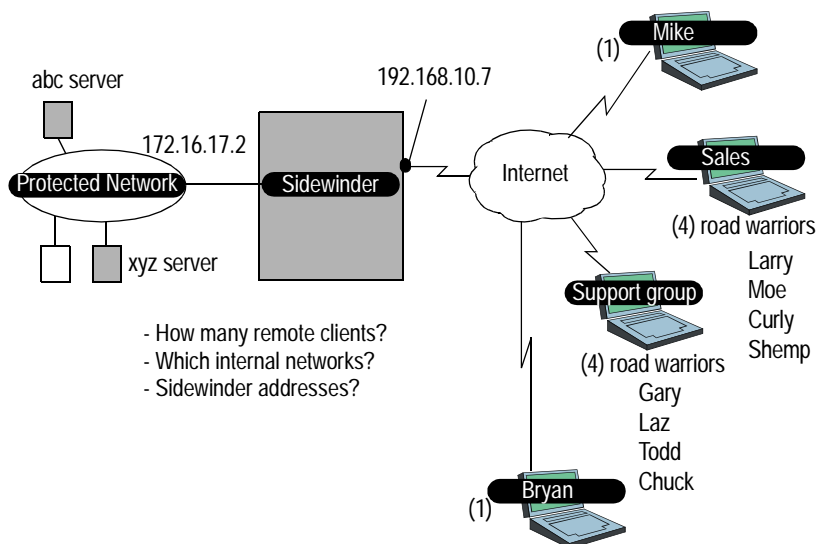 Mike
(1)
192.168.10.7
abc server
172.16.17.2
Sales
Internet
Protected Network
Sidewinder
(4) road warriors
Larry
Moe
Curly
Shemp
xyz server
Support group
- How many remote clients?
- Which internal networks?
- Sidewinder addresses?
(4) road warriors
Gary
Laz
Todd
Chuck
Bryan
(1)